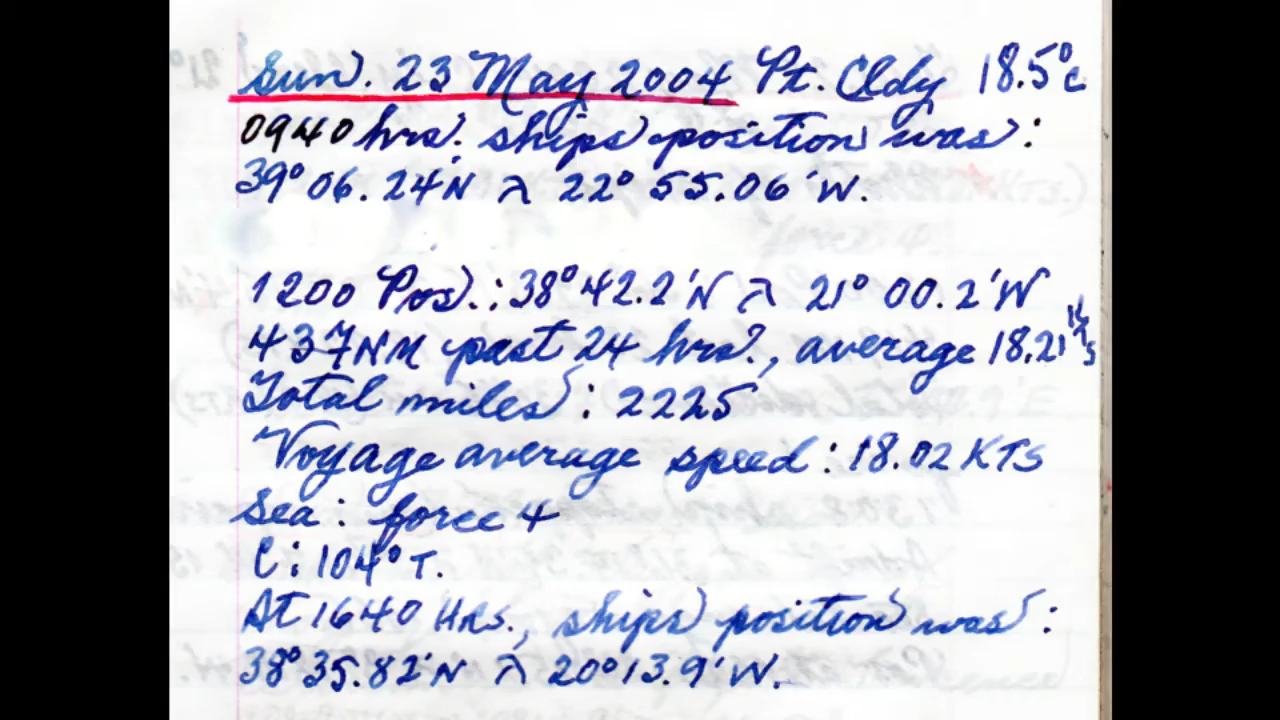 Sun. 23 May 2004 Pt. Cldy 18.5°c
0940 hrs. ships position was:
39° 06.24'N λ 22° 55.06'W.
1200 Pos.: 38° 42.2'N λ 21° 00.2'W
437NM past 24 hrs., average 18.21 kts
Total miles: 2225
Voyage average speed: 18.02 KTS
Sea: force 4
C: 104° T.
At 1640 HRS., ships position was:
38° 35.82'N λ 20° 13.9'W.